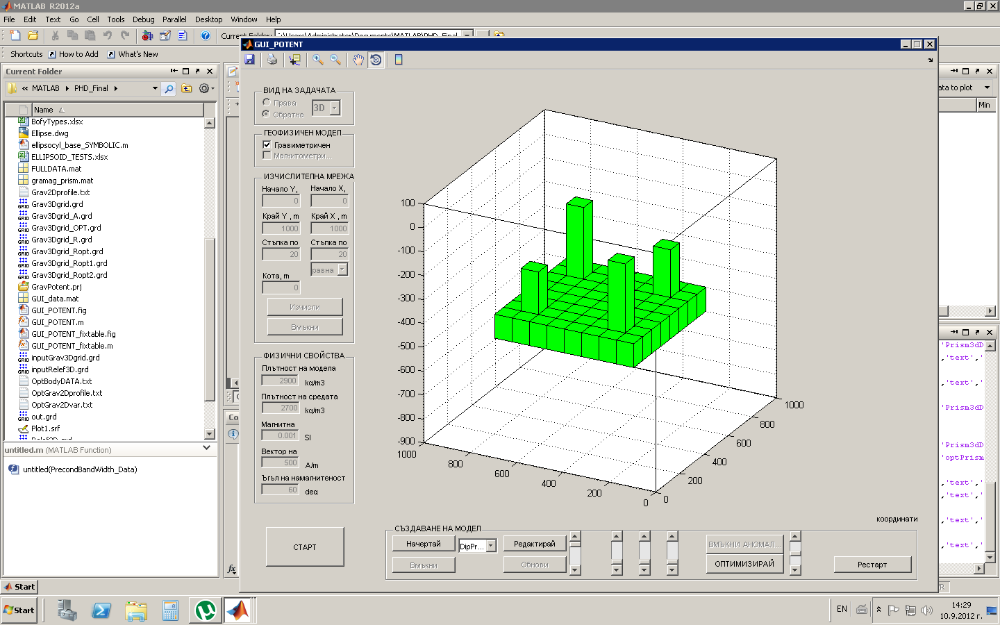 MATLAB R2012a
File Edit Text Go Cell Tools Debug Parallel Desktop Window Help
Current Folder:
Shortcuts How to Add What's New
Current Folder
« MATLAB PHD_Final
Name
BofyTypes.xlsx
Ellipse.dwg
ellipsocyl_base_SYMBOLIC.m
ELLIPSOID_TESTS.xlsx
FULLDATA.mat
gramag_prism.mat
Grav2Dprofile.txt
Grav3Dgrid.grd
Grav3Dgrid_A.grd
Grav3Dgrid_OPT.grd
Grav3Dgrid_R.grd
Grav3Dgrid_Ropt.grd
Grav3Dgrid_Ropt1.grd
Grav3Dgrid_Ropt2.grd
GravPotent.prj
GUI_data.mat
GUI_POTENT.fig
GUI_POTENT.m
GUI_POTENT_fixtable.fig
GUI_POTENT_fixtable.m
inputGrav3Dgrid.grd
inputRelef3D.grd
OptBodyDATA.txt
OptGrav2Dprofile.txt
OptGrav2Dvar.txt
out.grd
Plot1.srf
untitled.m (MATLAB Function)
untitled(PrecondBandWidth_Data)
GUI_POTENT
ВИД НА ЗАДАЧАТА
Права
Обратна
3D
ГЕОФИЗИЧЕН МОДЕЛ
Гравиметричен
Магнитометри...
ИЗЧИСЛИТЕЛНА МРЕЖА
Начало Y, Начало X,
0 0
Край Y , m Край X , m
1000 1000
Стъпка по Стъпка по
20 20
равна
Кота, m
0
Изчисли
Вмъкни
ФИЗИЧНИ СВОЙСТВА
Плътност на модела
2900 kg/m3
Плътност на средата
2700 kg/m3
Магнитна
0.001 SI
Вектор на
500 A/m
Ъгъл на намагнитеност
60 deg
СТАРТ
100
0
-100
-200
-300
-400
-500
-600
-700
-800
-900
1000
800
600
400
200
0
0
200
400
600
800
1000
координати
СЪЗДАВАНЕ НА МОДЕЛ
Начертай DipPr... Редактирай ВМЪКНИ АНОМАЛ...
Вмъкни Обнови ОПТИМИЗИРАЙ Рестарт
ata to plot
Min
'Prism3dD
,'text','
,'text','
'Prism3dD
'Prism3dD
'optPrism
,'text','
,'text','
,'text','
,'text','
Co
fx
Start
Start
EN
14:29
10.9.2012 г.